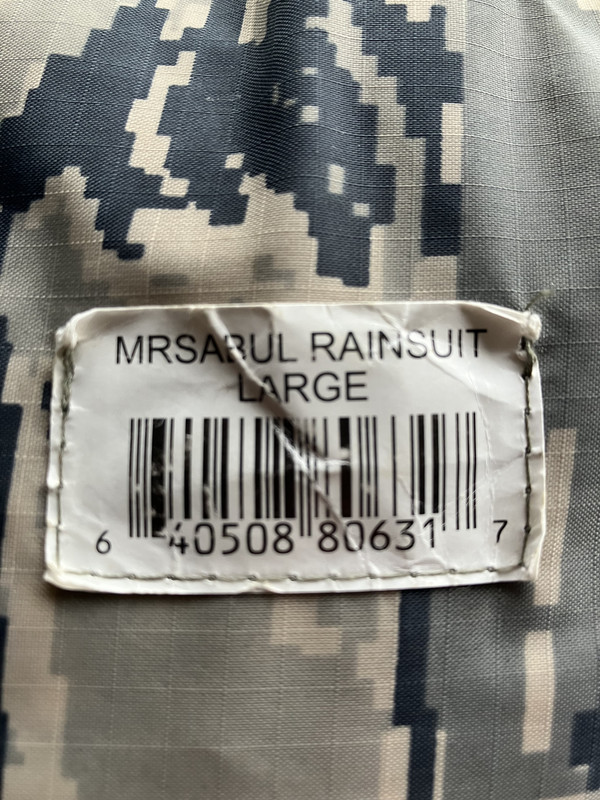 MRSABUL RAINSUIT
LARGE
6 40508 80631 7